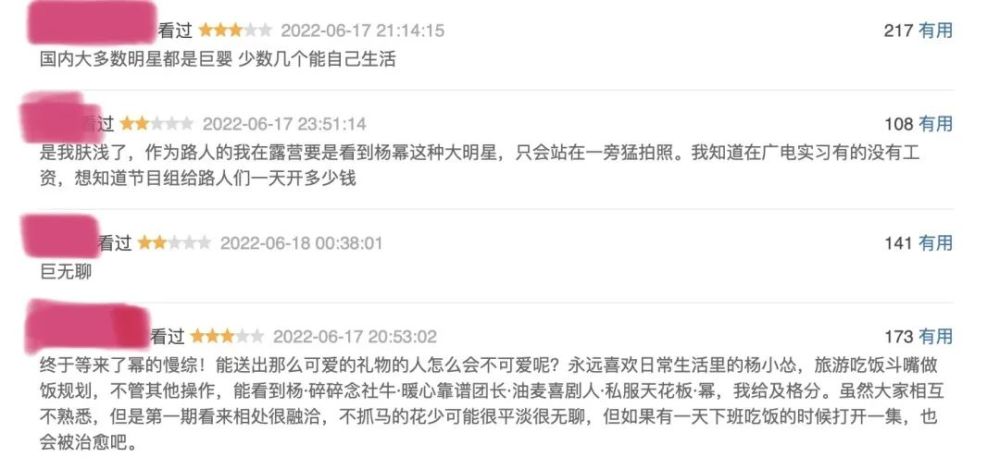 看过 2022-06-17 21:14:15 217 有用
国内大多数明星都是巨婴 少数几个能自己生活
看过 2022-06-17 23:51:14 108 有用
是我肤浅了，作为路人的我在露营要是看到杨幂这种大明星，只会站在一旁猛拍照。我知道在广电实习有的没有工
资，想知道节目组给路人们一天开多少钱
看过 2022-06-18 00:38:01 141 有用
巨无聊
看过 2022-06-17 20:53:02 173 有用
终于等来了幂的慢综！能送出那么可爱的礼物的人怎么会不可爱呢？永远喜欢日常生活里的杨小怂，旅游吃饭斗嘴做
饭规划，不管其他操作，能看到杨·碎碎念社牛·暖心靠谱团长·油麦喜剧人·私服天花板·幂，我给及格分。虽然大家相互
不熟悉，但是第一期看来相处很融洽，不抓马的花少可能很平淡很无聊，但如果有一天下班吃饭的时候打开一集，也
会被治愈吧。